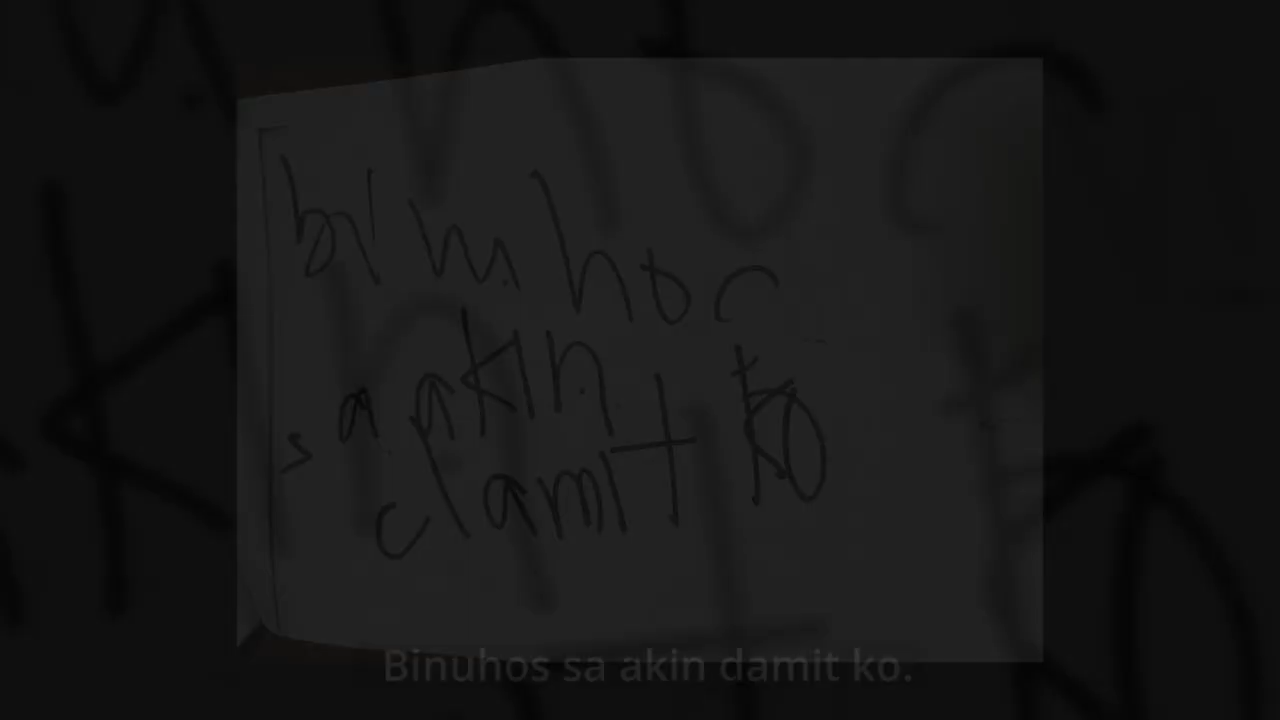 binuhos
sa akin
damit ko
Binuhos sa akin damit ko.